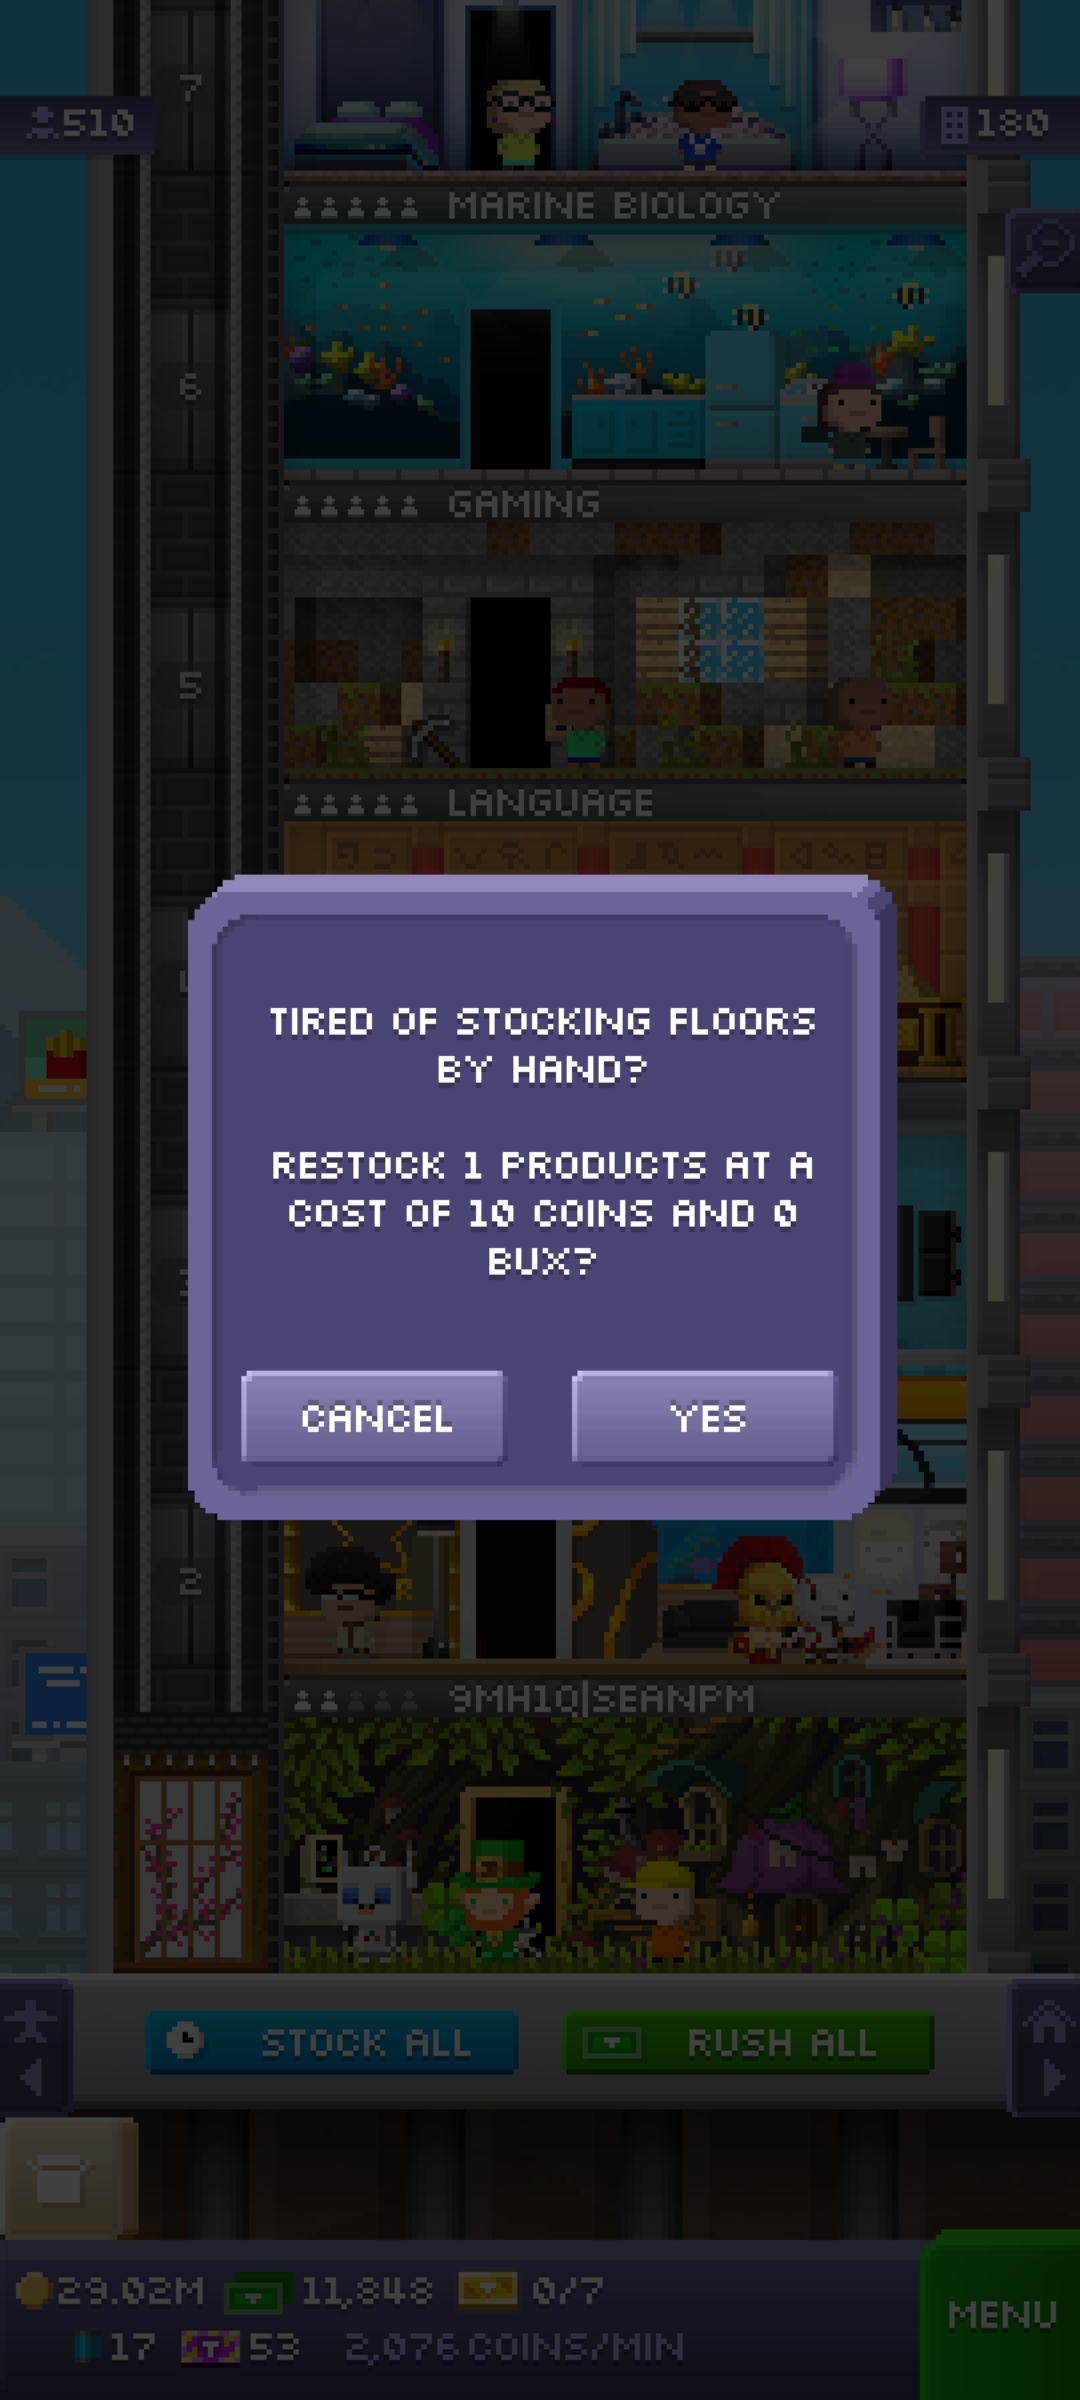 7
510
180
MARINE BIOLOGY
6
GAMING
5
LANGUAGE
TIRED OF STOCKING FLOORS
BY HAND?
RESTOCK 1 PRODUCTS AT A
COST OF 10 COINS AND 0
BUX?
CANCEL
YES
2
9MH1Q|SEANPM
STOCK ALL
RUSH ALL
29.02M
11,848
0/7
17
53
2,076 COINS/MIN
MENU